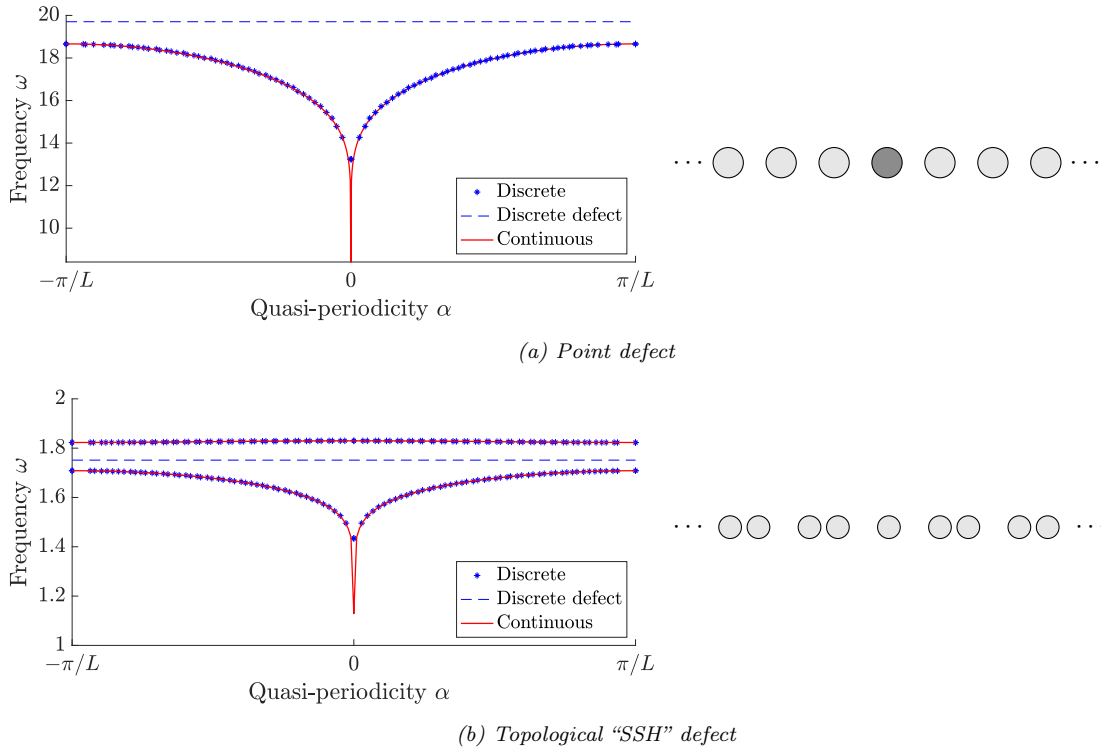 20
18
16
14
12
10
Frequency ω
Discrete
Discrete defect
Continuous
−π/L
0
π/L
Quasi-periodicity α
· · ·
· · ·
(a) Point defect
2
1.8
1.6
1.4
1.2
1
Frequency ω
Discrete
Discrete defect
Continuous
−π/L
0
π/L
Quasi-periodicity α
· · ·
· · ·
(b) Topological “SSH” defect